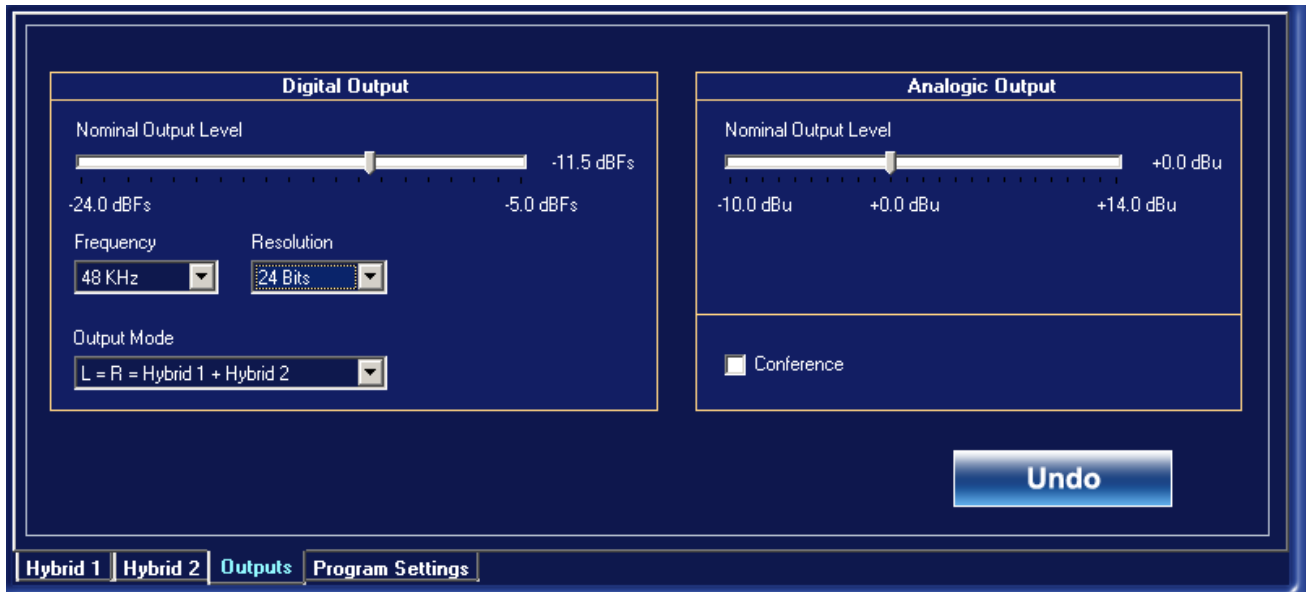 Digital Output
Nominal Output Level
-11.5 dBFs
-24.0 dBFs -5.0 dBFs
Frequency Resolution
48 KHz 24 Bits
Output Mode
L = R = Hybrid 1 + Hybrid 2
Analogic Output
Nominal Output Level
+0.0 dBu
-10.0 dBu +0.0 dBu +14.0 dBu
Conference
Undo
Hybrid 1 Hybrid 2 Outputs Program Settings